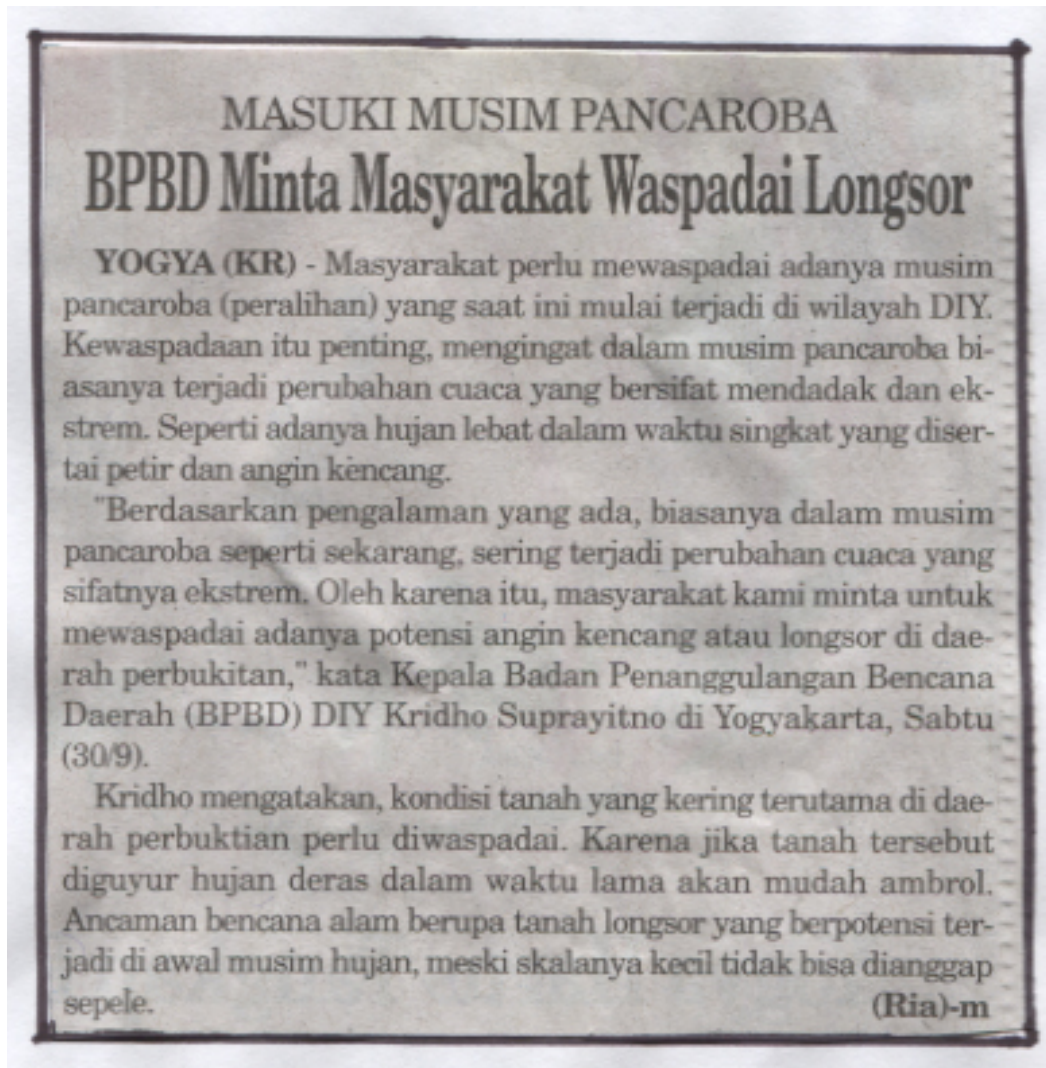 MASUKI MUSIM PANCAROBA
BPBD Minta Masyarakat Waspadai Longsor
YOGYA (KR) - Masyarakat perlu mewaspadai adanya musim
pancaroba (peralihan) yang saat ini mulai terjadi di wilayah DIY.
Kewaspadaan itu penting, mengingat dalam musim pancaroba bi-
asanya terjadi perubahan cuaca yang bersifat mendadak dan ek-
strem. Seperti adanya hujan lebat dalam waktu singkat yang diser-
tai petir dan angin kencang.
"Berdasarkan pengalaman yang ada, biasanya dalam musim
pancaroba seperti sekarang, sering terjadi perubahan cuaca yang
sifatnya ekstrem. Oleh karena itu, masyarakat kami minta untuk
mewaspadai adanya potensi angin kencang atau longsor di dae-
rah perbukitan," kata Kepala Badan Penanggulangan Bencana
Daerah (BPBD) DIY Kridho Suprayitno di Yogyakarta, Sabtu
(30/9).
Kridho mengatakan, kondisi tanah yang kering terutama di dae-
rah perbuktian perlu diwaspadai. Karena jika tanah tersebut
diguyur hujan deras dalam waktu lama akan mudah ambrol.
Ancaman bencana alam berupa tanah longsor yang berpotensi ter-
jadi di awal musim hujan, meski skalanya kecil tidak bisa dianggap
sepele. (Ria)-m